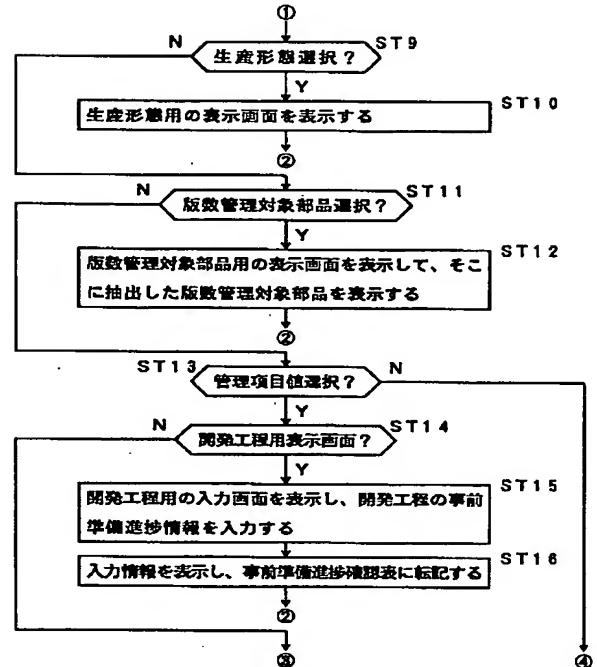 ①
N
生産形態選択？
ST9
Y
生産形態用の表示画面を表示する
ST10
②
N
版数管理対象部品選択？
ST11
Y
版数管理対象部品用の表示画面を表示して、そこ
に抽出した版数管理対象部品を表示する
ST12
②
ST13
管理項目値選択？
N
Y
N
開発工程用表示画面？
ST14
Y
開発工程用の入力画面を表示し、開発工程の事前
準備進捗情報を入力する
ST15
入力情報を表示し、事前準備進捗確認表に転記する
ST16
②
③
④